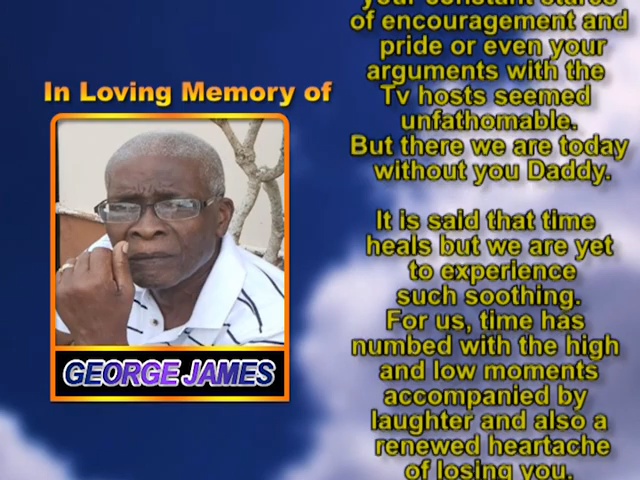 In Loving Memory of
GEORGE JAMES
your constant stares
of encouragement and
pride or even your
arguments with the
Tv hosts seemed
unfathomable.
But there we are today
without you Daddy.
It is said that time
heals but we are yet
to experience
such soothing.
For us, time has
numbed with the high
and low moments
accompanied by
laughter and also a
renewed heartache
of losing you.